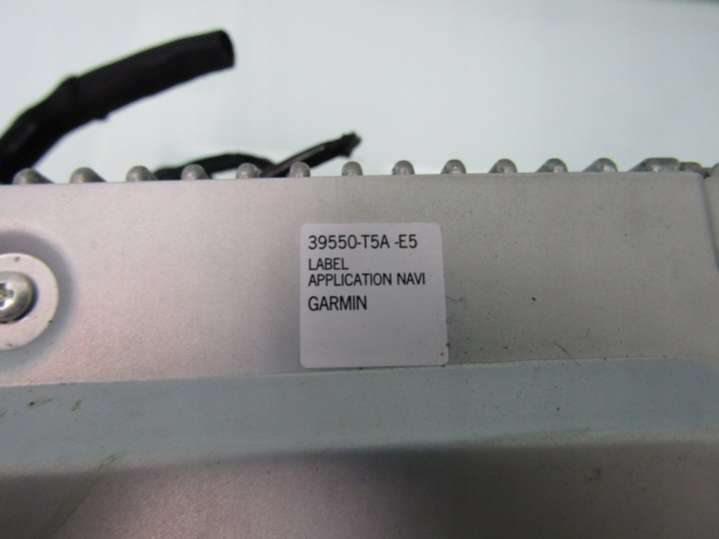 39550-T5A -E5
LABEL
APPLICATION NAVI
GARMIN